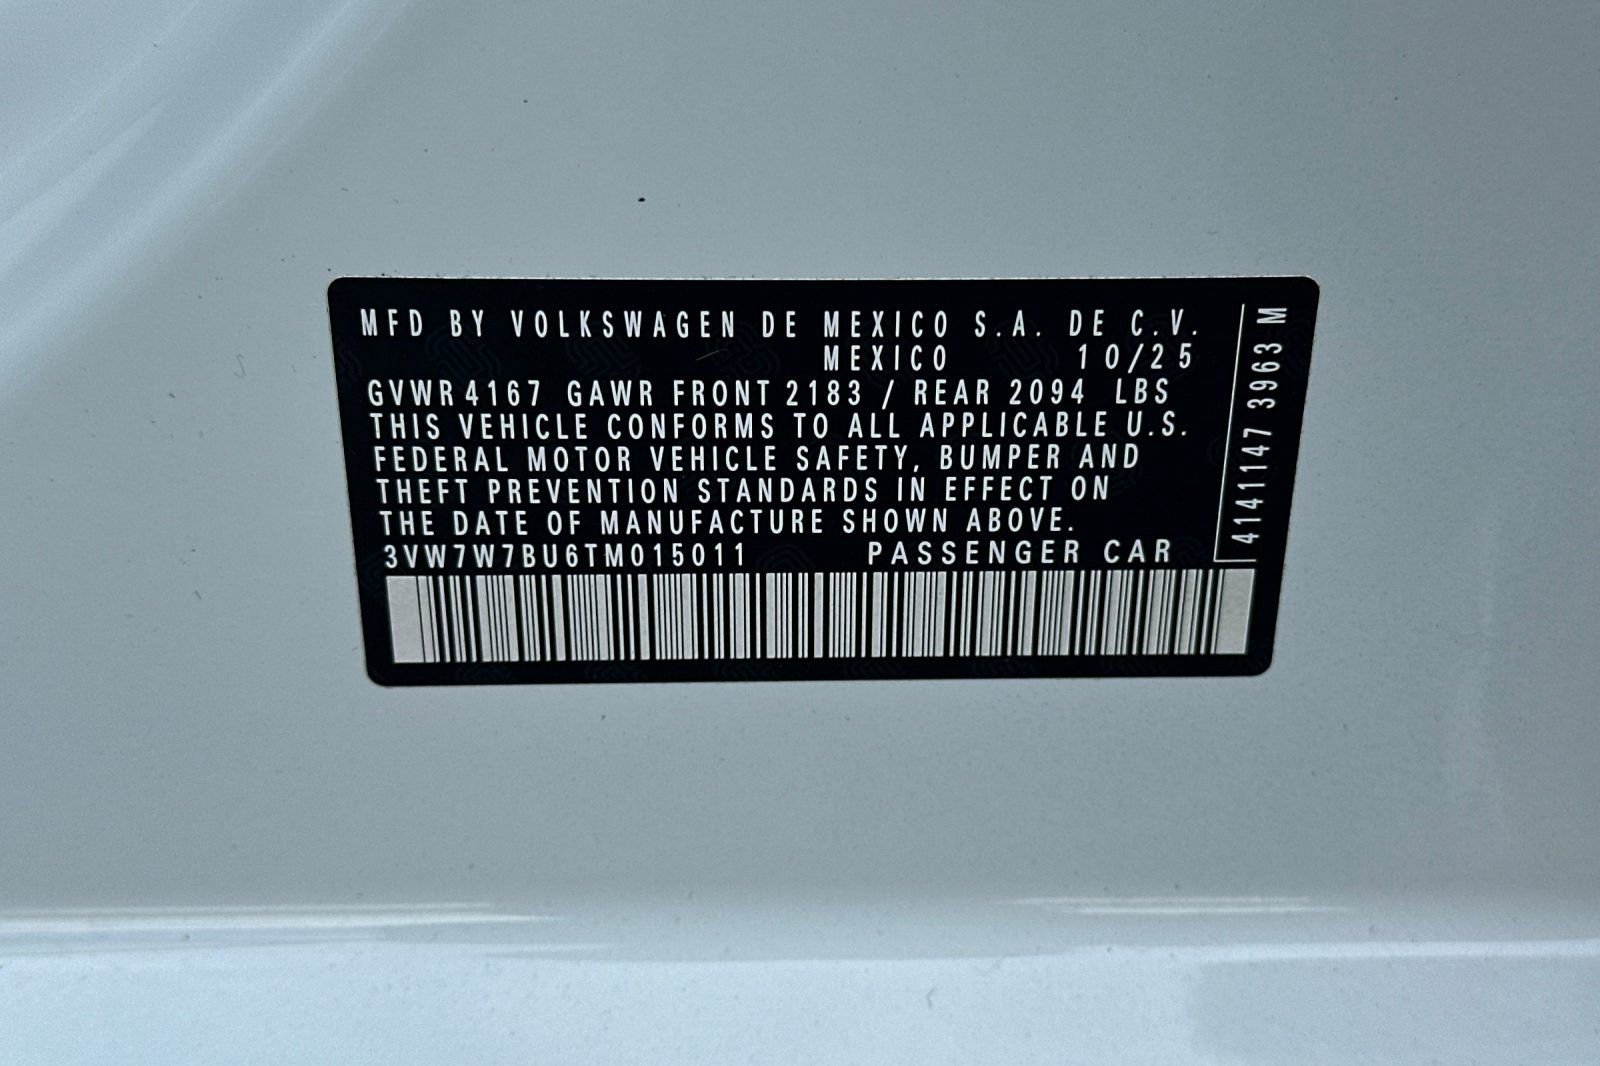 MFD BY VOLKSWAGEN DE MEXICO S.A. DE C.V.
MEXICO 10/25
GVWR 4167 GAWR FRONT 2183 / REAR 2094 LBS
THIS VEHICLE CONFORMS TO ALL APPLICABLE U.S.
FEDERAL MOTOR VEHICLE SAFETY, BUMPER AND
THEFT PREVENTION STANDARDS IN EFFECT ON
THE DATE OF MANUFACTURE SHOWN ABOVE.
3VW7W7BU6TM015011 PASSENGER CAR
4141147 3963 M